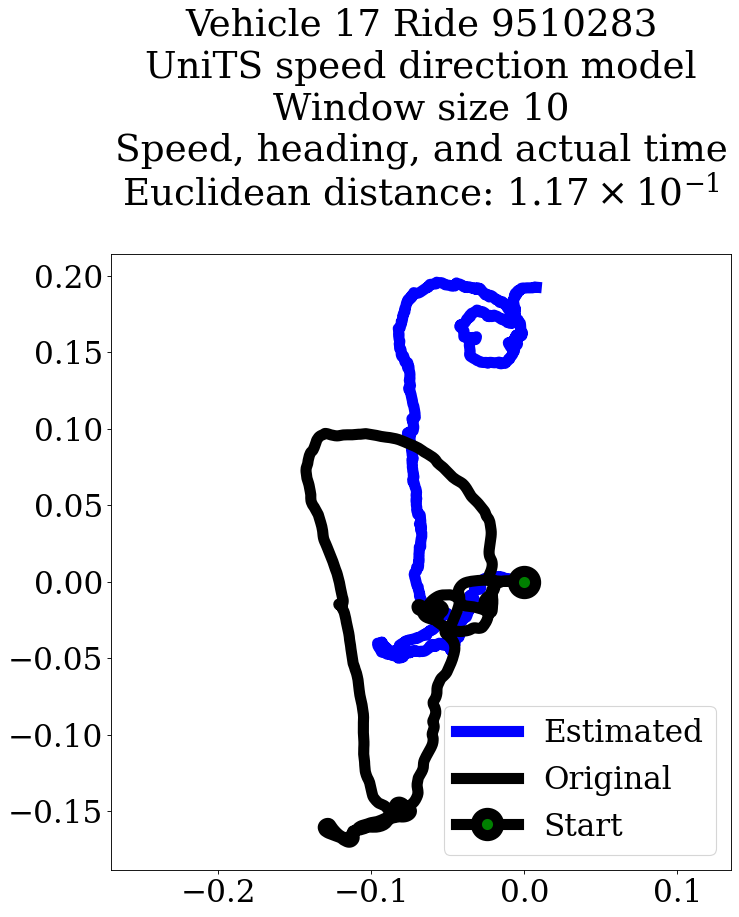 Vehicle 17 Ride 9510283
UniTS speed direction model
Window size 10
Speed, heading, and actual time
Euclidean distance: 1.17 × 10⁻¹
0.20
0.15
0.10
0.05
0.00
−0.05
−0.10
−0.15
Estimated
Original
Start
−0.2
−0.1
0.0
0.1